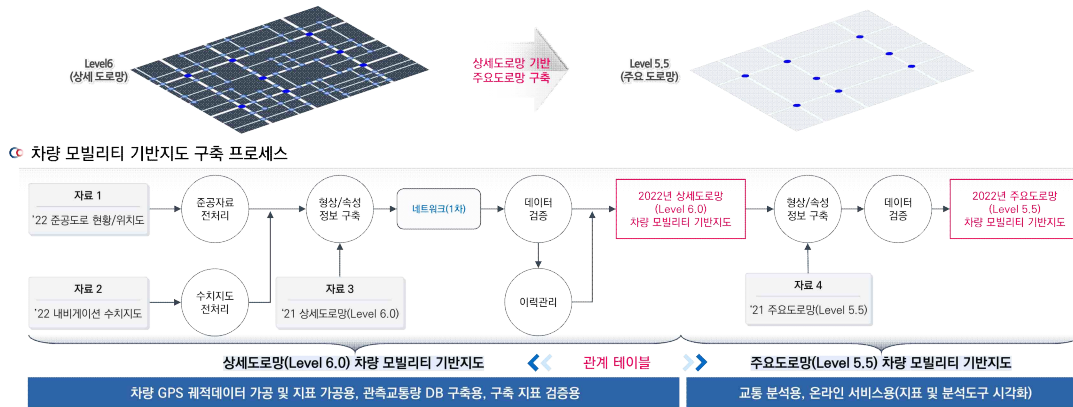 Level6
(상세 도로망)
상세도로망 기반
주요도로망 구축
Level 5.5
(주요 도로망)
차량 모빌리티 기반지도 구축 프로세스
자료 1
'22 준공도로 현황/위치도
준공자료
전처리
형상/속성
정보 구축
네트워크(1차)
데이터
검증
2022년 상세도로망
(Level 6.0)
차량 모빌리티 기반지도
형상/속성
정보 구축
데이터
검증
2022년 주요도로망
(Level 5.5)
차량 모빌리티 기반지도
자료 2
'22 내비게이션 수치지도
수치지도
전처리
자료 3
'21 상세도로망(Level 6.0)
이력관리
자료 4
'21 주요도로망(Level 5.5)
상세도로망(Level 6.0) 차량 모빌리티 기반지도
관계 테이블
주요도로망(Level 5.5) 차량 모빌리티 기반지도
차량 GPS 궤적데이터 가공 및 지표 가공용, 관측교통량 DB 구축용, 구축 지표 검증용
교통 분석용, 온라인 서비스용(지표 및 분석도구 시각화)